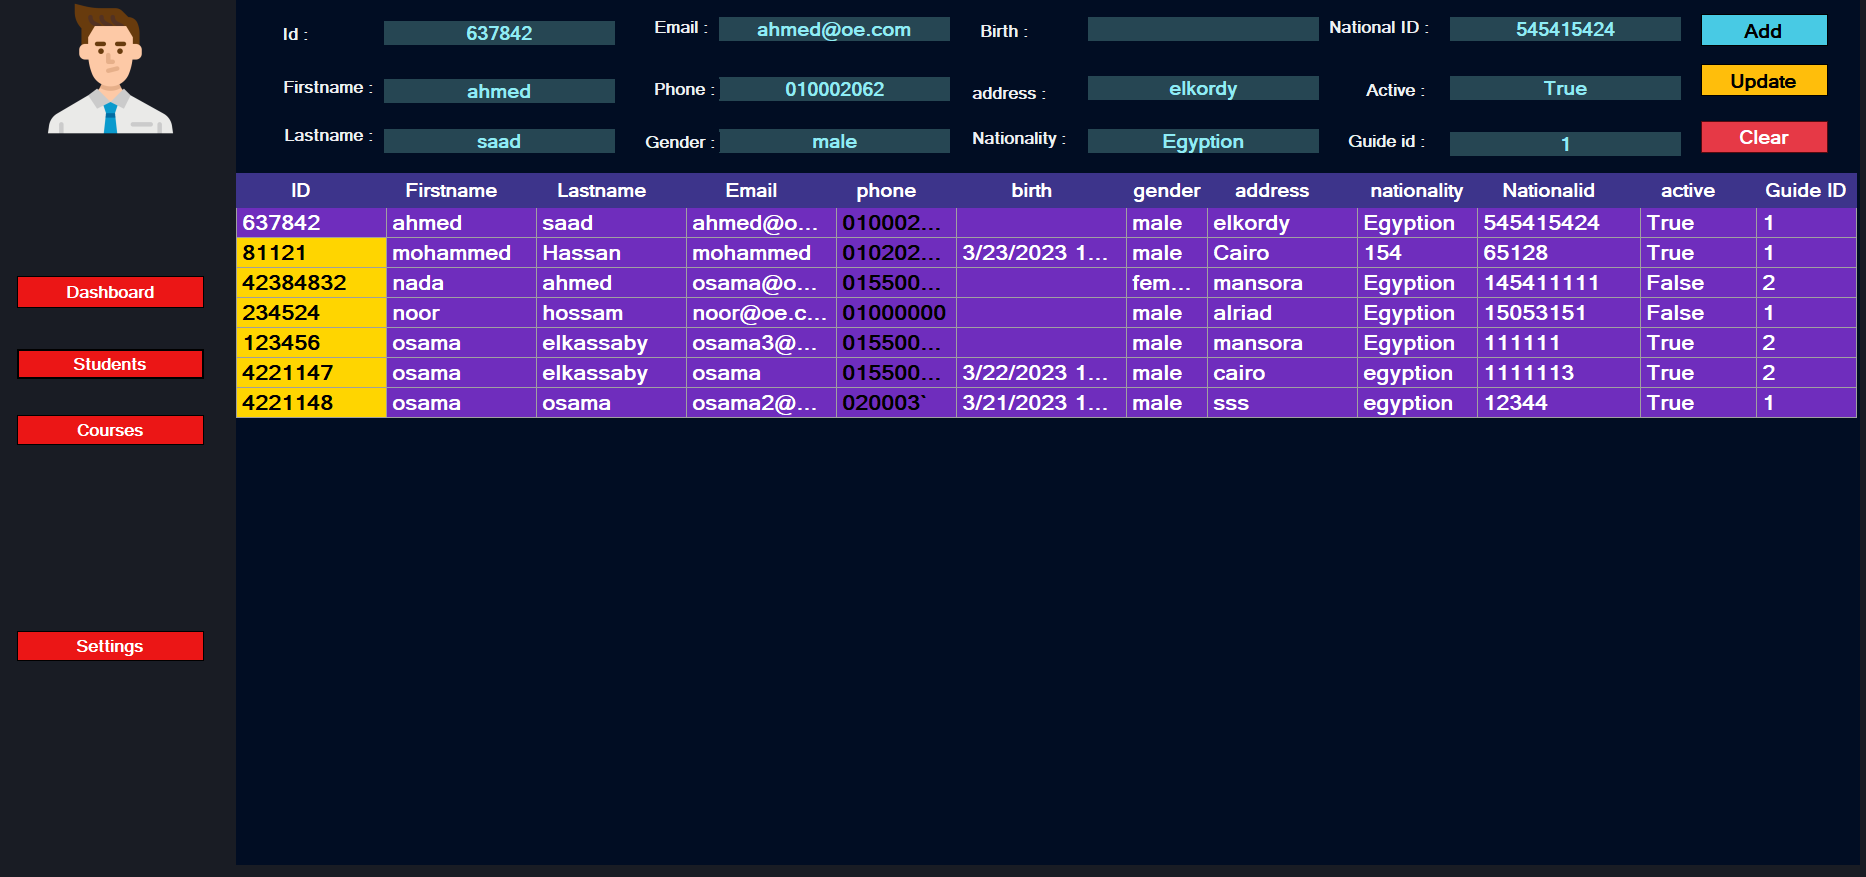 Id : 637842 Email : ahmed@oe.com Birth : National ID : 545415424 Add
Firstname : ahmed Phone : 010002062 address : elkordy Active : True Update
Lastname : saad Gender : male Nationality : Egyption Guide id : 1 Clear
ID Firstname Lastname Email phone birth gender address nationality Nationalid active Guide ID
637842 ahmed saad ahmed@o... 010002... male elkordy Egyption 545415424 True 1
81121 mohammed Hassan mohammed 010202... 3/23/2023 1... male Cairo 154 65128 True 1
42384832 nada ahmed osama@o... 015500... fem... mansora Egyption 145411111 False 2
234524 noor hossam noor@oe.c... 01000000 male alriad Egyption 15053151 False 1
123456 osama elkassaby osama3@... 015500... male mansora Egyption 111111 True 2
4221147 osama elkassaby osama 015500... 3/22/2023 1... male cairo egyption 1111113 True 2
4221148 osama osama osama2@... 020003` 3/21/2023 1... male sss egyption 12344 True 1
Dashboard
Students
Courses
Settings